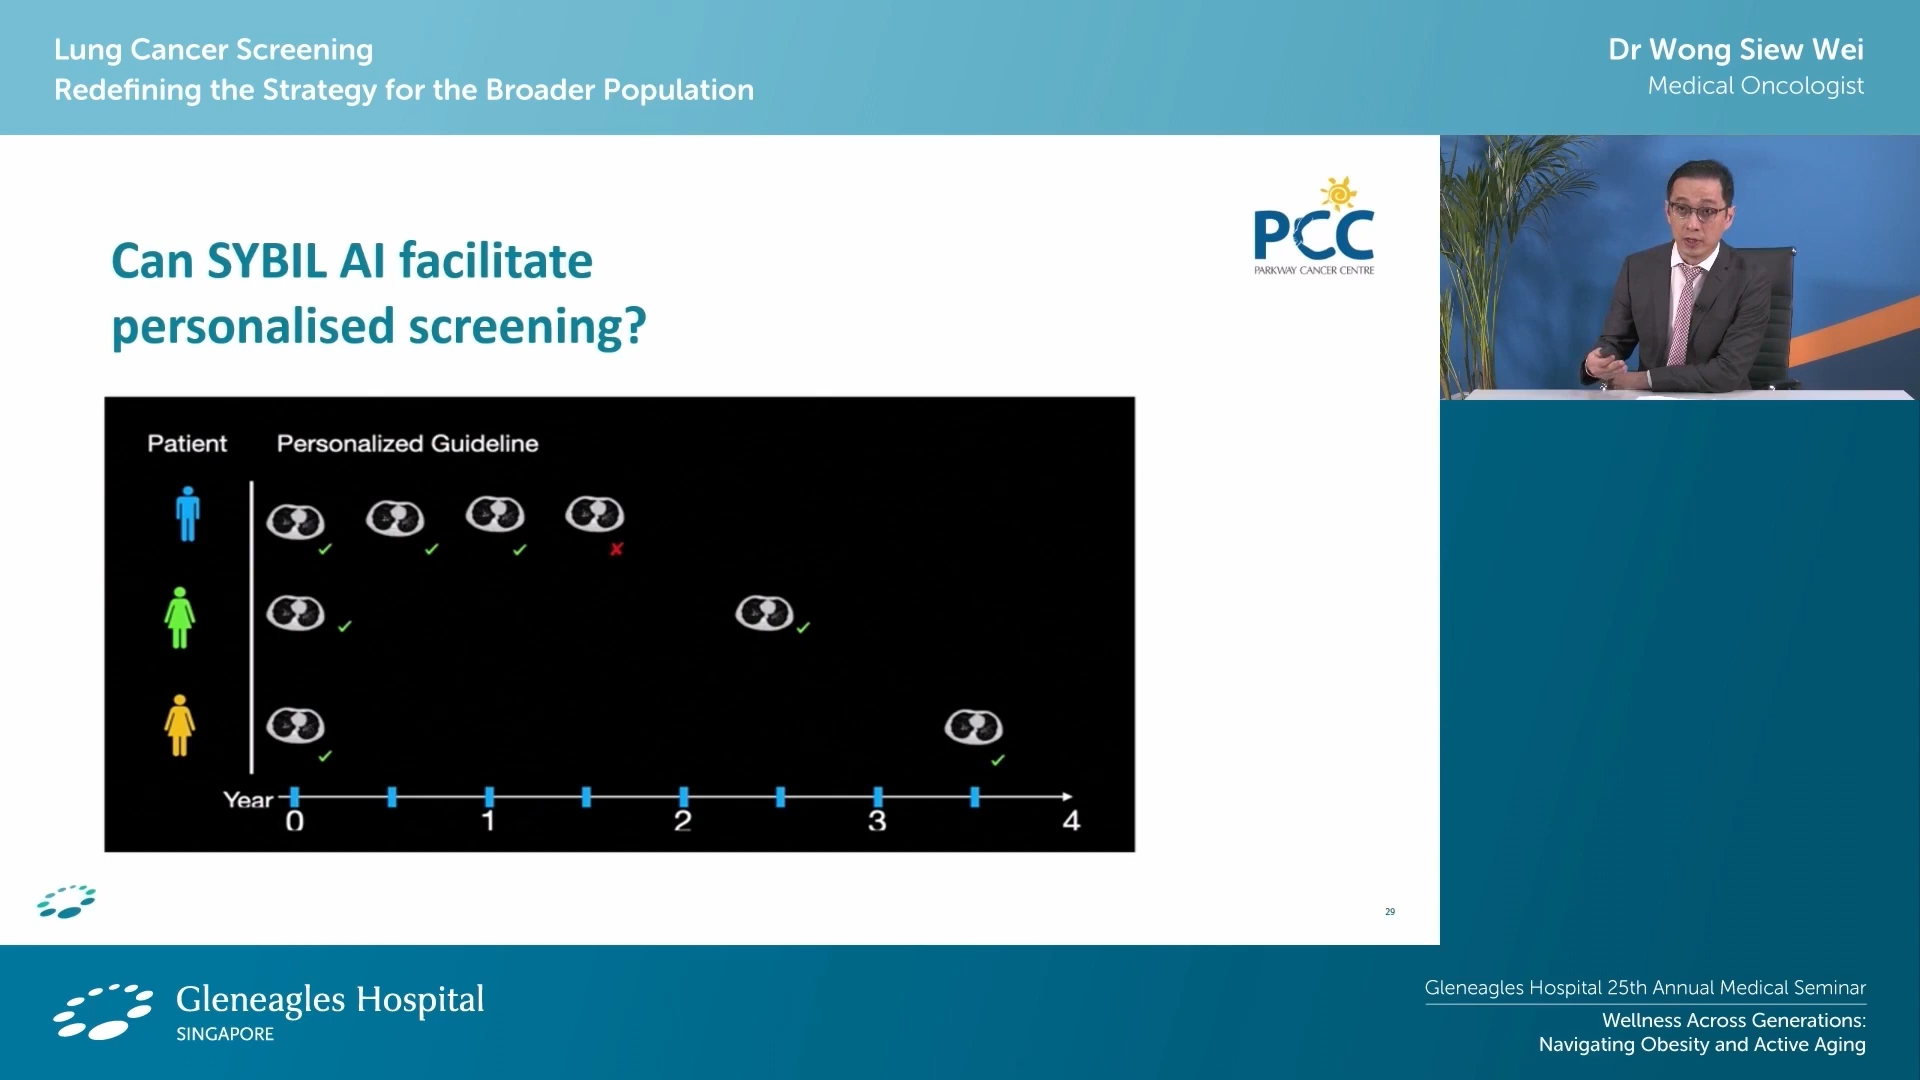 Lung Cancer Screening
Redefining the Strategy for the Broader Population
Dr Wong Siew Wei
Medical Oncologist
Can SYBIL AI facilitate
personalised screening?
PCC
PARKWAY CANCER CENTRE
Patient
Personalized Guideline
Year
0
1
2
3
4
29
Gleneagles Hospital
SINGAPORE
Gleneagles Hospital 25th Annual Medical Seminar
Wellness Across Generations:
Navigating Obesity and Active Aging